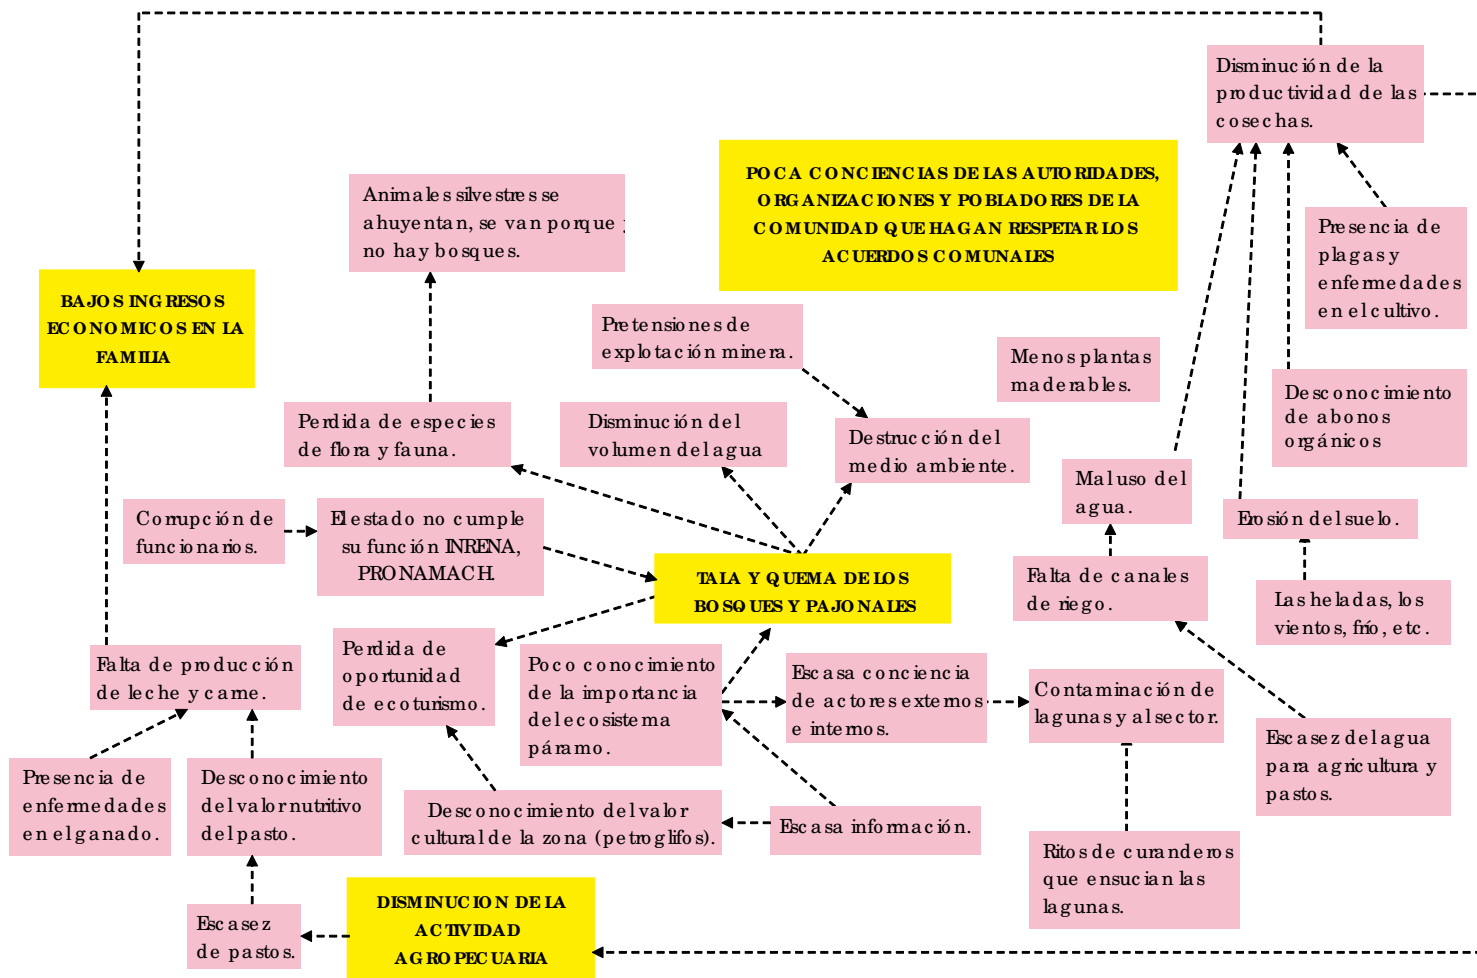 Disminución de la
productividad de las
cosechas.
POCA CONCIENCIAS DE LAS AUTORIDADES,
ORGANIZACIONES Y POBLADORES DE LA
COMUNIDAD QUE HAGAN RESPETAR LOS
ACUERDOS COMUNALES
Animales silvestres se
ahuyentan, se van porque
no hay bosques.
Presencia de
plagas y
enfermedades
en el cultivo.
BAJOS INGRESOS
ECONOMICOS EN LA
FAMILIA
Pretensiones de
explotación minera.
Menos plantas
maderables.
Desconocimiento
de abonos
orgánicos
Perdida de especies
de flora y fauna.
Disminución del
volumen del agua
Destrucción del
medio ambiente.
Mal uso del
agua.
Erosión del suelo.
Corrupción de
funcionarios.
El estado no cumple
su función INRENA,
PRONAMACH.
TALA Y QUEMA DE LOS
BOSQUES Y PAJONALES
Falta de canales
de riego.
Las heladas, los
vientos, frío, etc.
Falta de producción
de leche y carne.
Perdida de
oportunidad
de ecoturismo.
Poco conocimiento
de la importancia
del ecosistema
páramo.
Escasa conciencia
de actores externos
e internos.
Contaminación de
lagunas y al sector.
Escasez del agua
para agricultura y
pastos.
Presencia de
enfermedades
en el ganado.
Desconocimiento
del valor nutritivo
del pasto.
Desconocimiento del valor
cultural de la zona (petroglifos).
Escasa información.
Ritos de curanderos
que ensucian las
lagunas.
Escasez
de pastos.
DISMINUCION DE LA
ACTIVIDAD
AGROPECUARIA